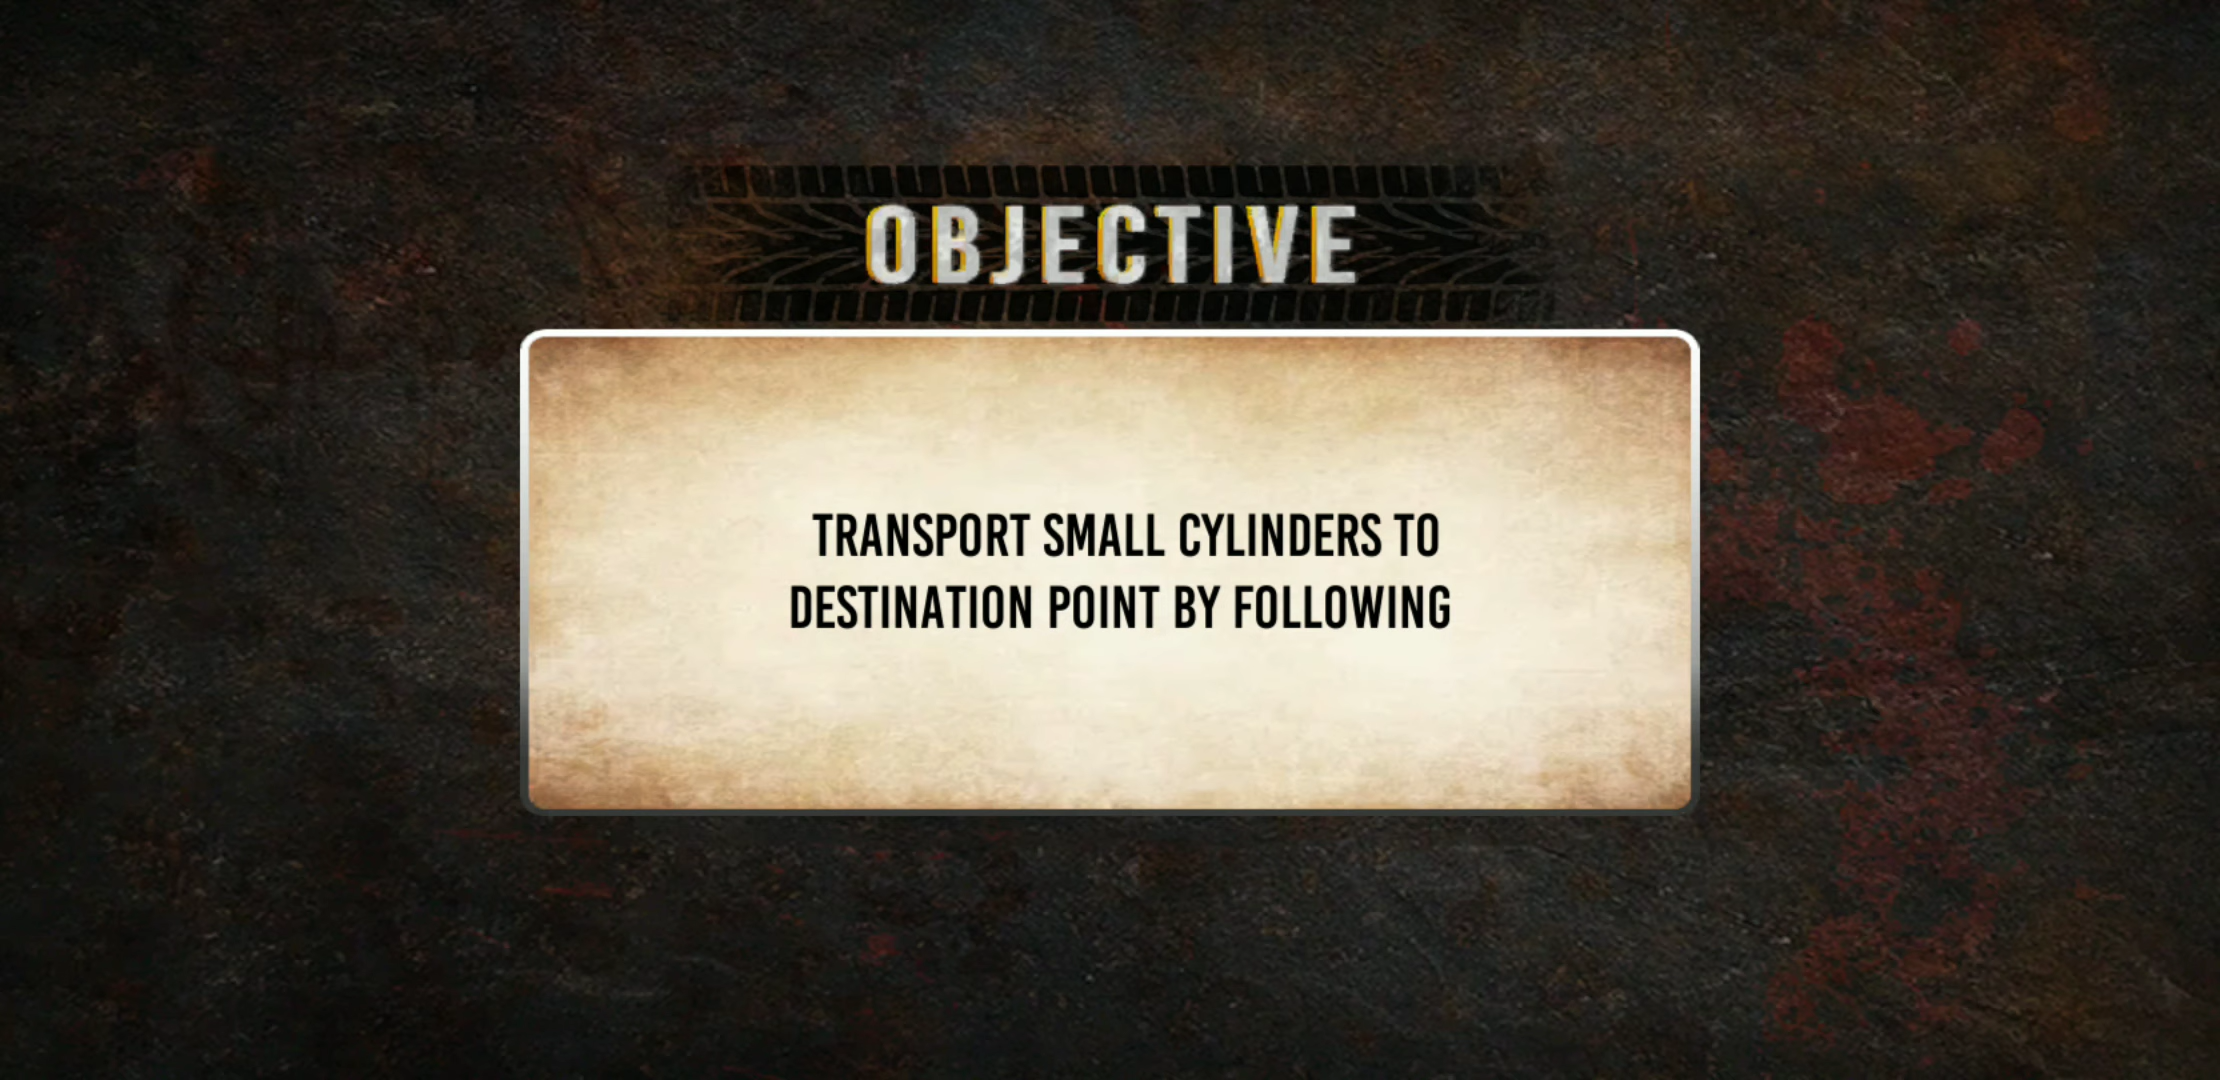 OBJECTIVE
TRANSPORT SMALL CYLINDERS TO
DESTINATION POINT BY FOLLOWING